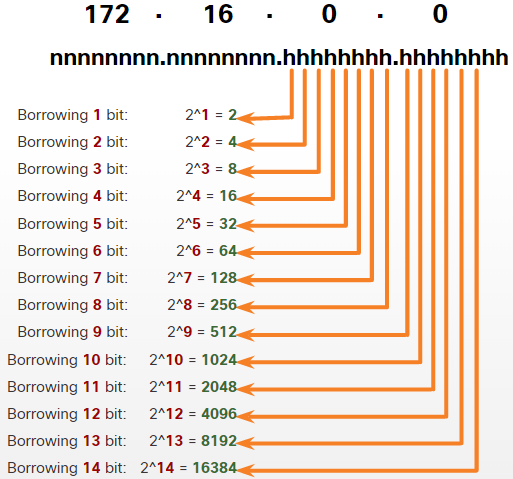 172 . 16 . 0 . 0
nnnnnnnn.nnnnnnnn.hhhhhhhh.hhhhhhhh
Borrowing 1 bit: 2^1 = 2
Borrowing 2 bit: 2^2 = 4
Borrowing 3 bit: 2^3 = 8
Borrowing 4 bit: 2^4 = 16
Borrowing 5 bit: 2^5 = 32
Borrowing 6 bit: 2^6 = 64
Borrowing 7 bit: 2^7 = 128
Borrowing 8 bit: 2^8 = 256
Borrowing 9 bit: 2^9 = 512
Borrowing 10 bit: 2^10 = 1024
Borrowing 11 bit: 2^11 = 2048
Borrowing 12 bit: 2^12 = 4096
Borrowing 13 bit: 2^13 = 8192
Borrowing 14 bit: 2^14 = 16384